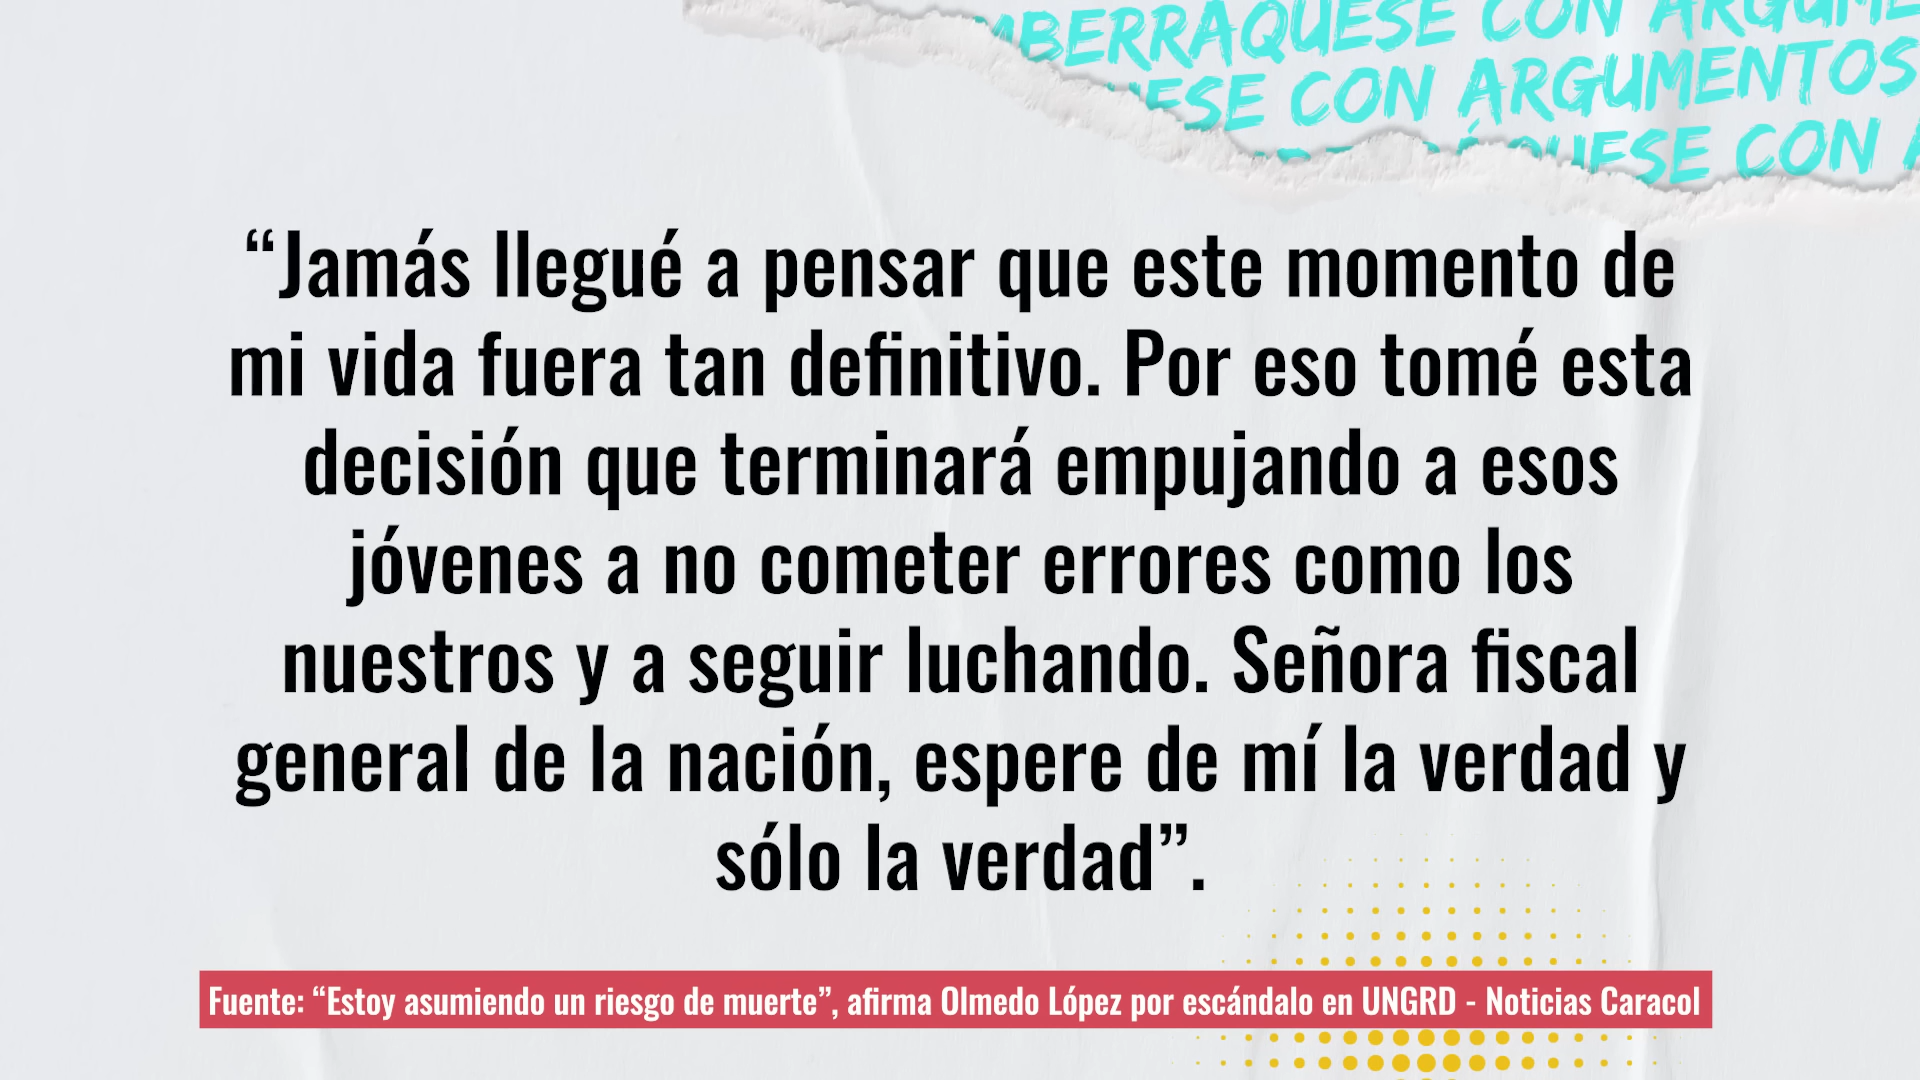 BERRÁQUESE CON ARGUME
ESE CON ARGUMENTOS
QUESE CON
“Jamás llegué a pensar que este momento de
mi vida fuera tan definitivo. Por eso tomé esta
decisión que terminará empujando a esos
jóvenes a no cometer errores como los
nuestros y a seguir luchando. Señora fiscal
general de la nación, espere de mí la verdad y
sólo la verdad”.
Fuente: “Estoy asumiendo un riesgo de muerte”, afirma Olmedo López por escándalo en UNGRD - Noticias Caracol